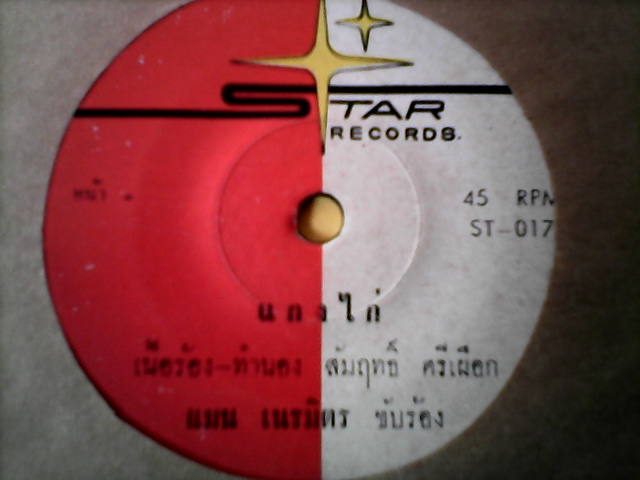 STAR
RECORDS.
หน้า
45 RPM
ST-017
แกงไก่
เนื้อร้อง-ทำนอง สัมฤทธิ์ ศรีเผือก
แมน เนรมิตร ขับร้อง